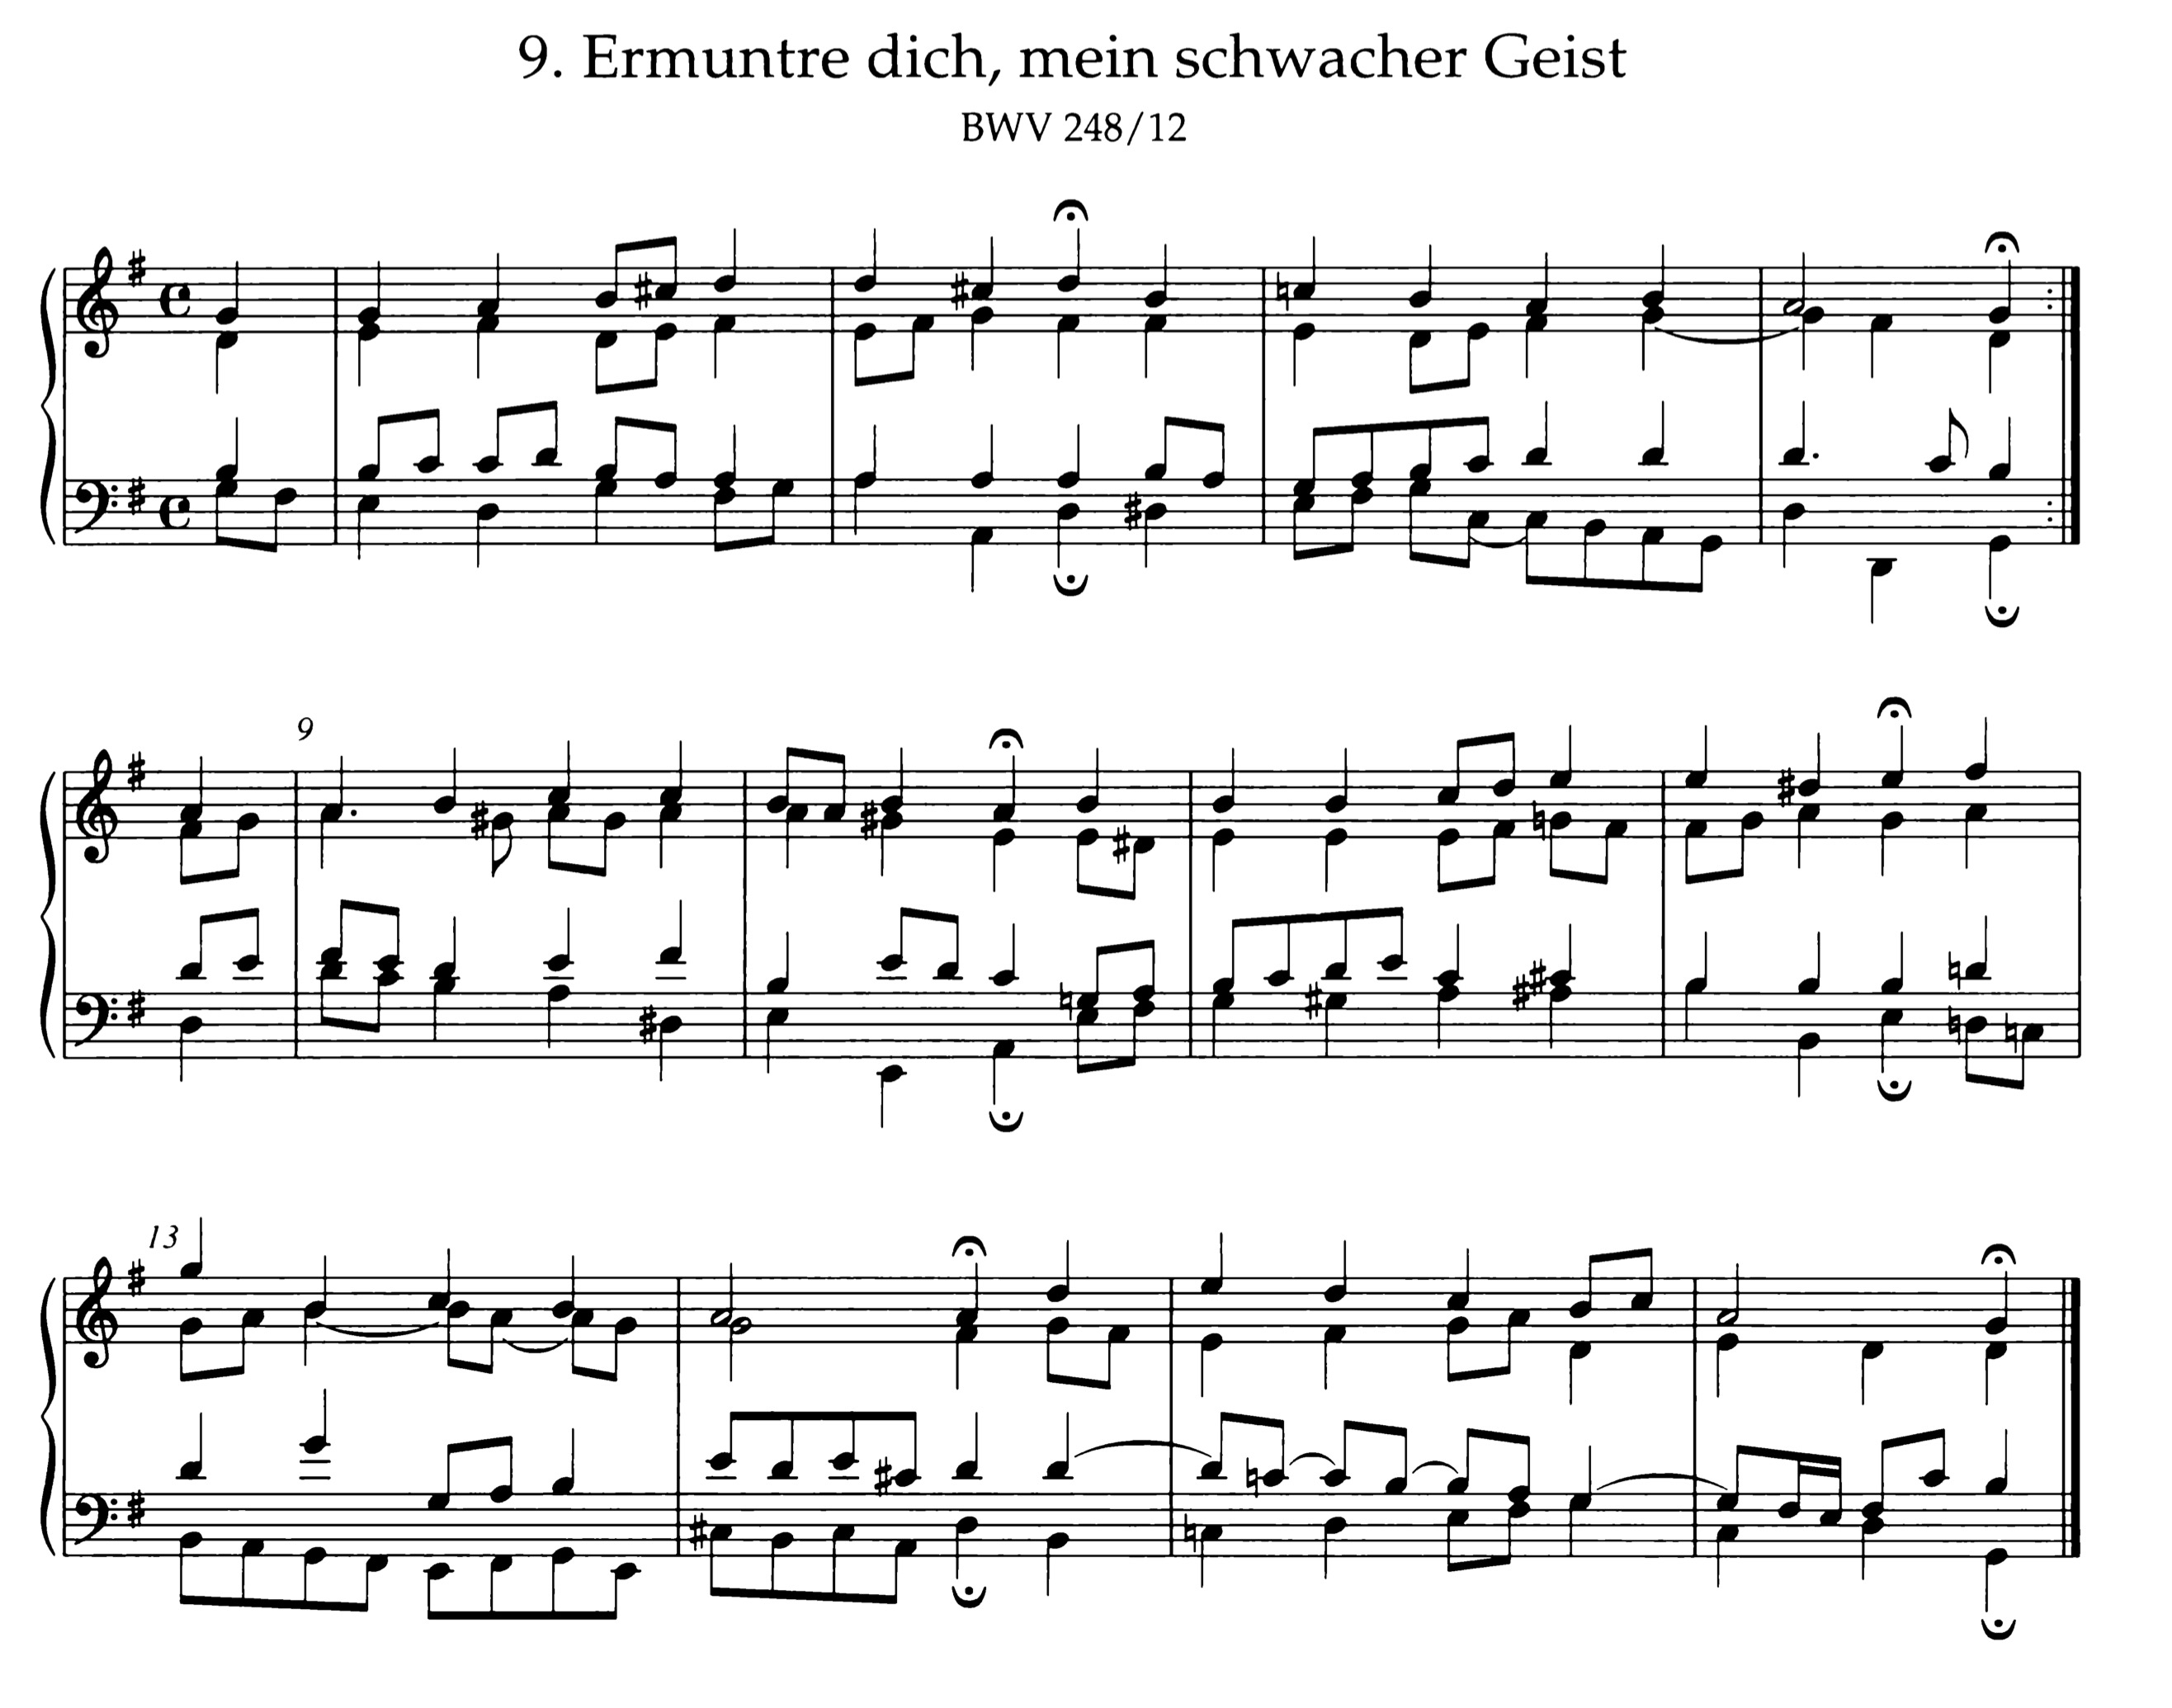 9. Ermuntre dich, mein schwacher Geist
BWV 248/12
9
13